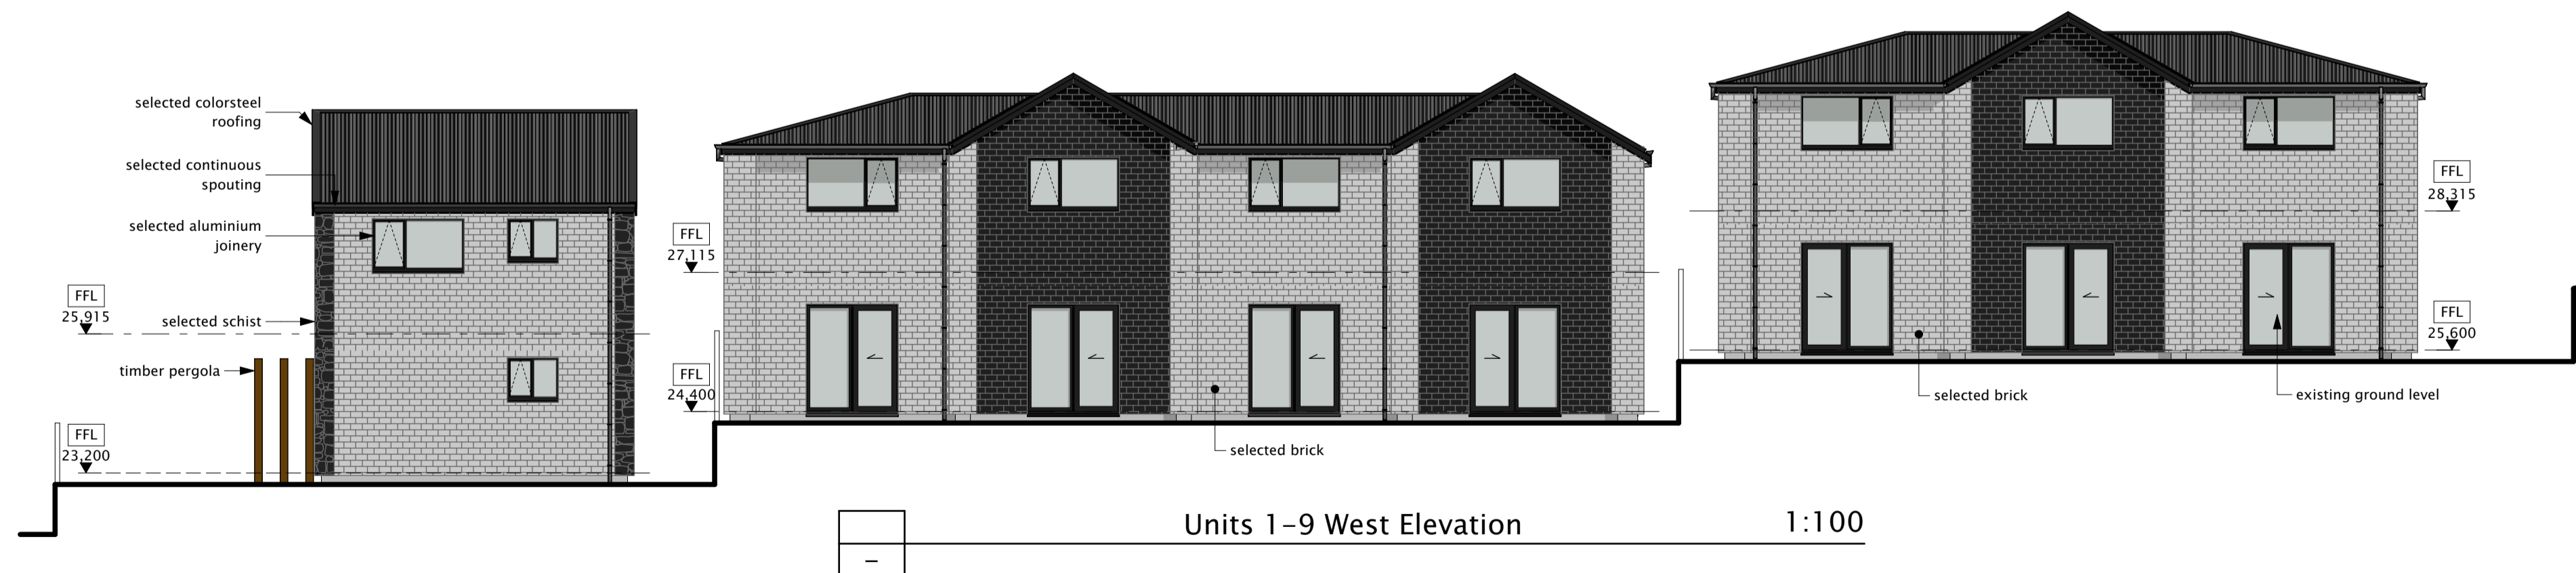 selected colorsteel
roofing
selected continuous
spouting
selected aluminium
joinery
FFL
25,915
selected schist
timber pergola
FFL
23,200
FFL
27,115
FFL
24,400
selected brick
FFL
28,315
FFL
25,600
selected brick
existing ground level
Units 1-9 West Elevation
1:100
-